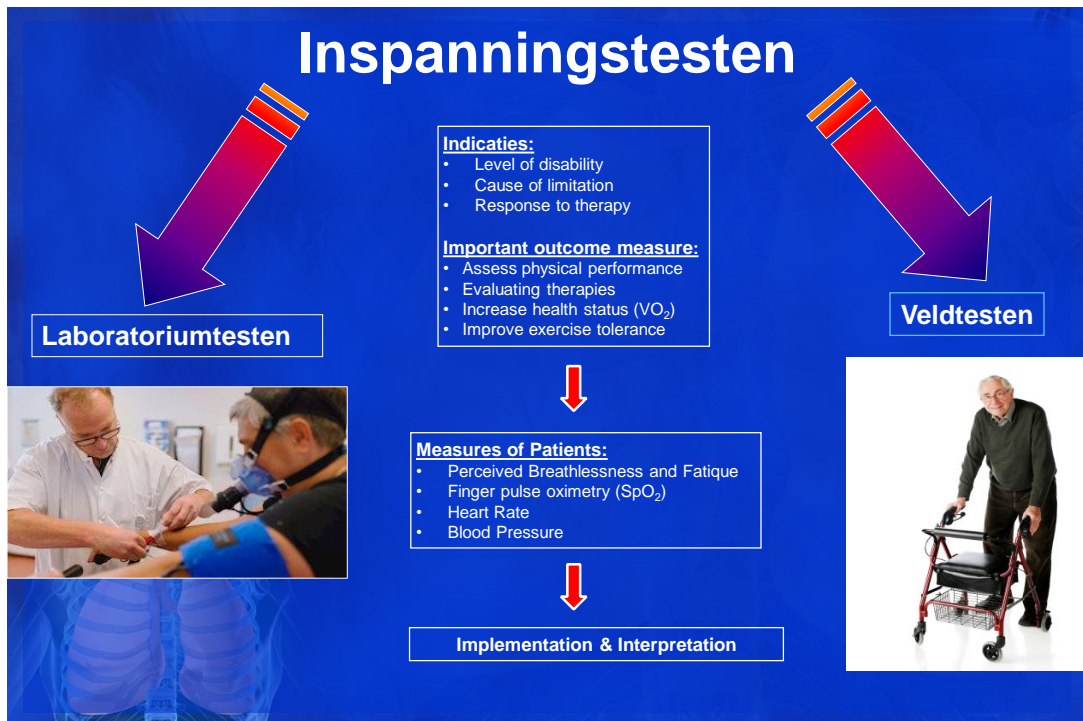 Inspanningstesten
Indicaties:
• Level of disability
• Cause of limitation
• Response to therapy
Important outcome measure:
• Assess physical performance
• Evaluating therapies
• Increase health status (VO₂)
• Improve exercise tolerance
Laboratoriumtesten
Veldtesten
Measures of Patients:
• Perceived Breathlessness and Fatique
• Finger pulse oximetry (SpO₂)
• Heart Rate
• Blood Pressure
Implementation & Interpretation